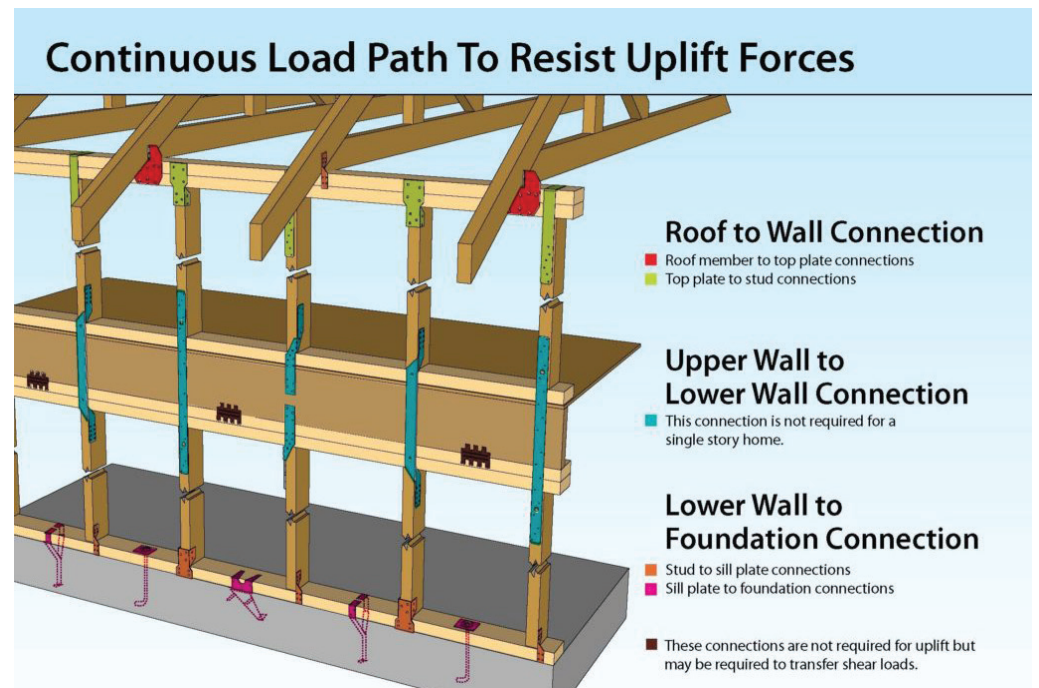 Continuous Load Path To Resist Uplift Forces
Roof to Wall Connection
Roof member to top plate connections
Top plate to stud connections
Upper Wall to
Lower Wall Connection
This connection is not required for a
single story home.
Lower Wall to
Foundation Connection
Stud to sill plate connections
Sill plate to foundation connections
These connections are not required for uplift but
may be required to transfer shear loads.